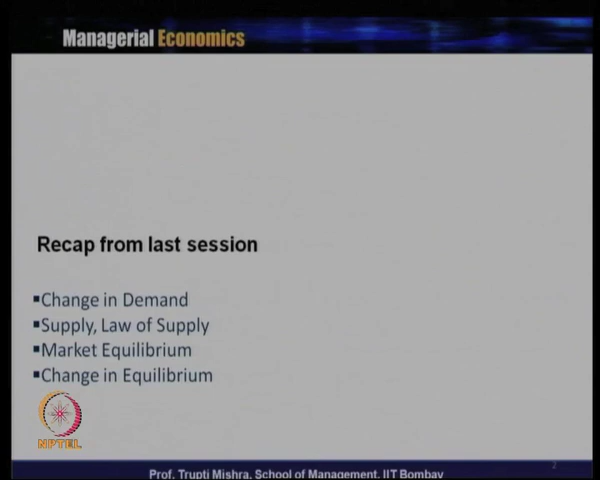 Managerial Economics
Recap from last session
▪Change in Demand
▪Supply, Law of Supply
▪Market Equilibrium
▪Change in Equilibrium
NPTEL
2
Prof. Trupti Mishra, School of Management, IIT Bombay